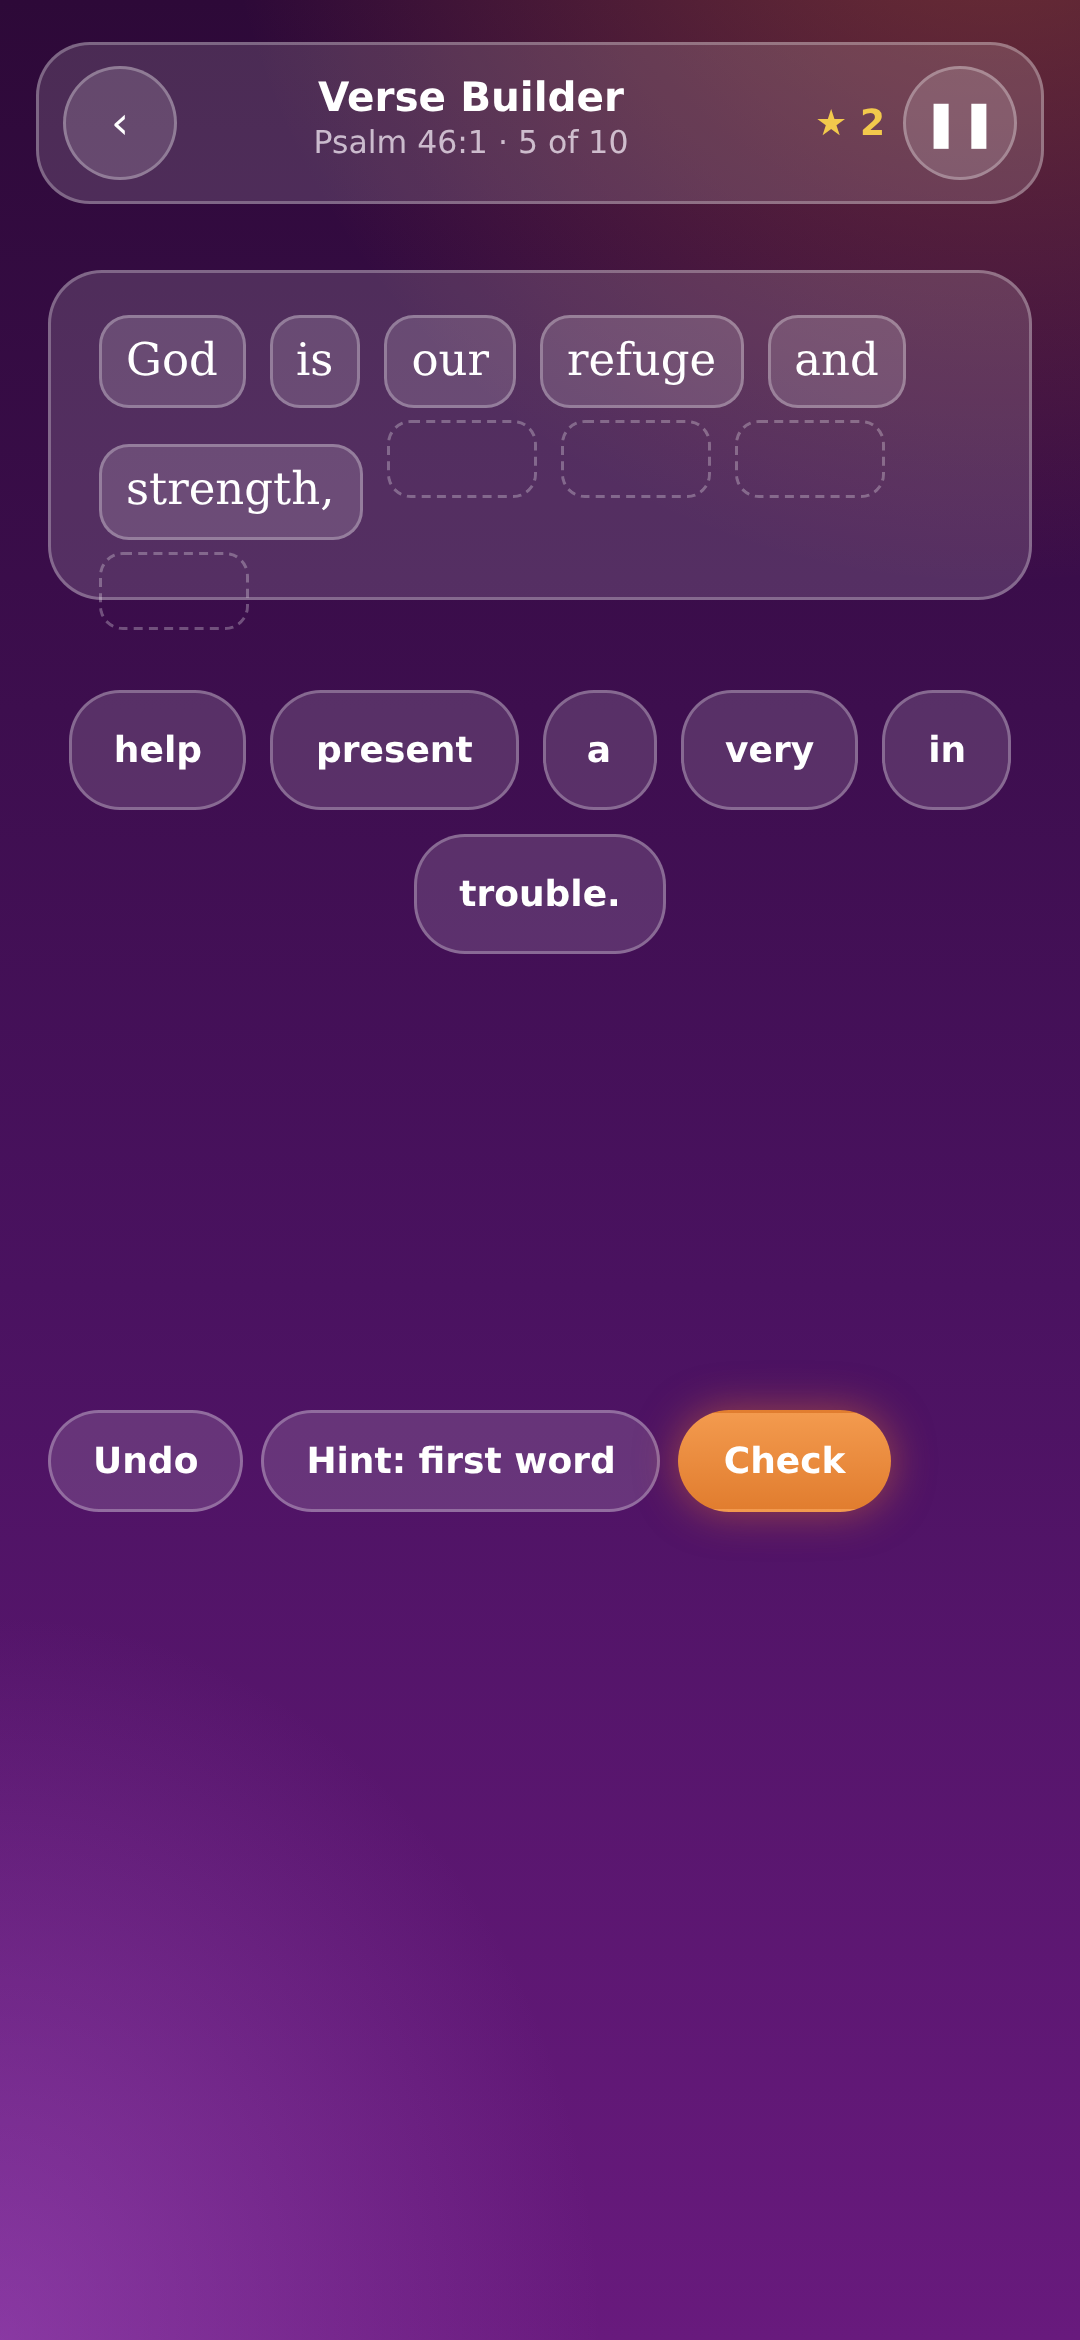 Verse Builder
Psalm 46:1 · 5 of 10
★ 2
God is our refuge and
strength,
help present a very in
trouble.
Undo Hint: first word Check